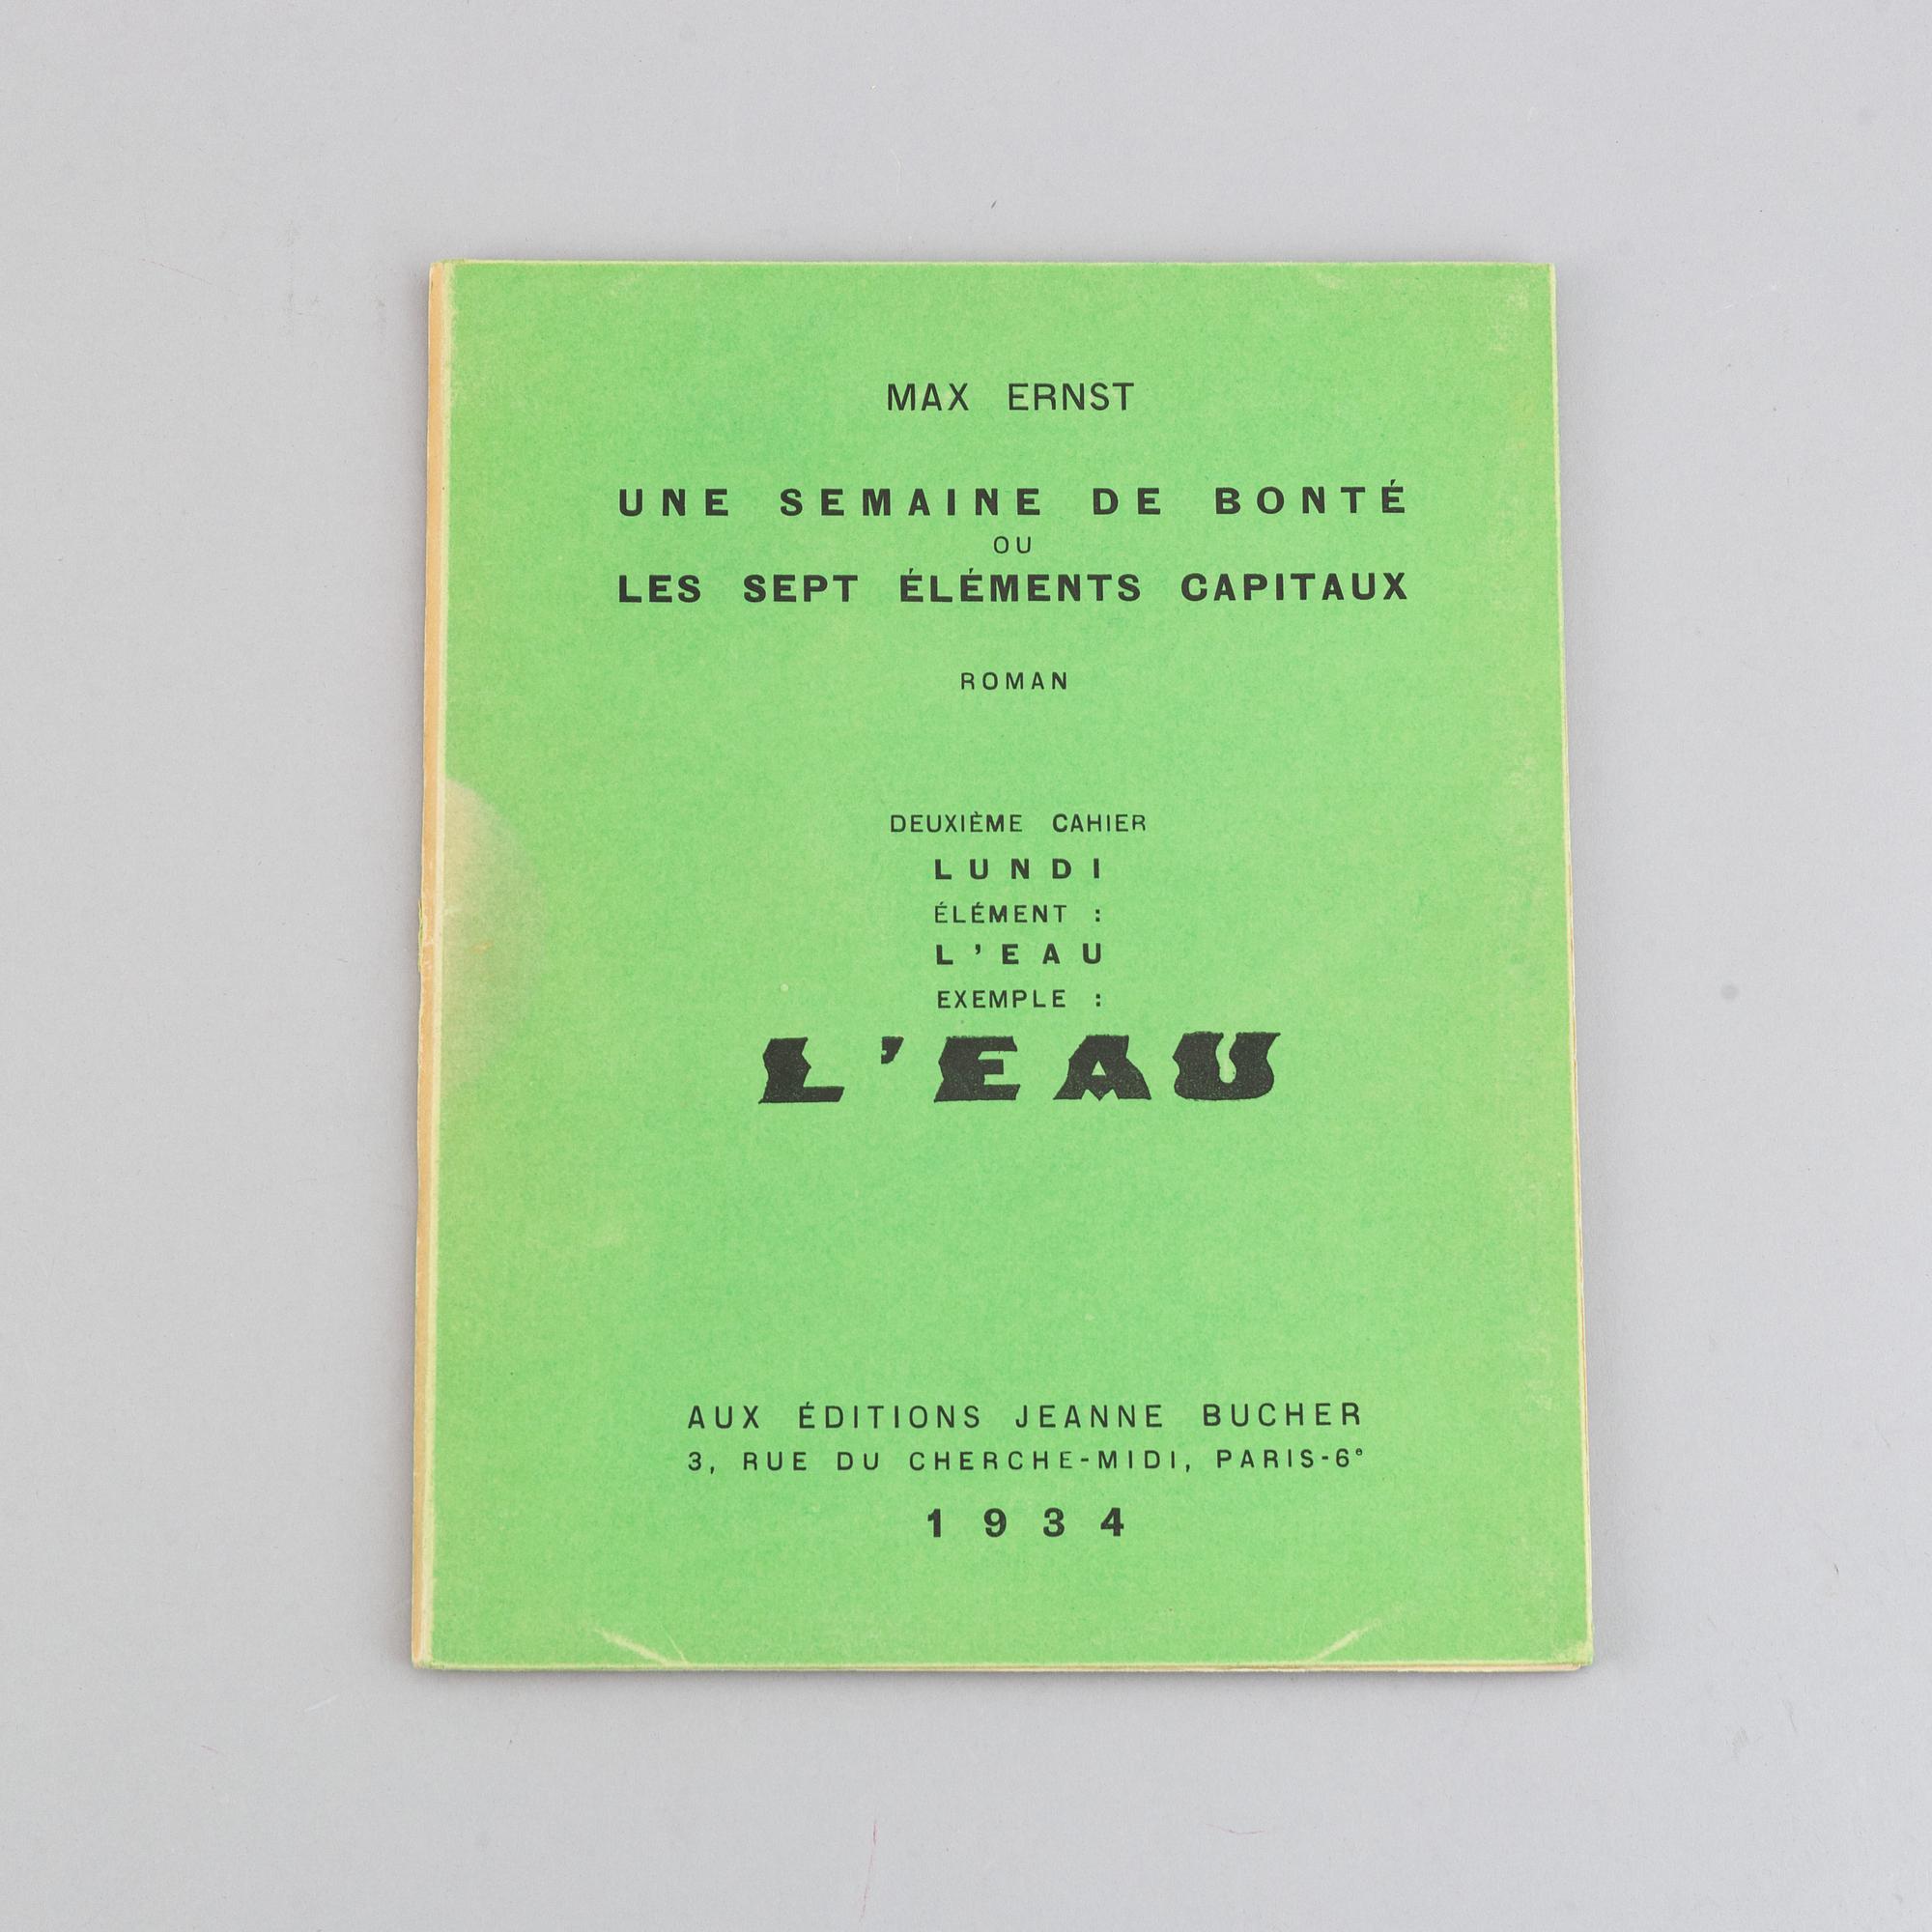 MAX ERNST
UNE SEMAINE DE BONTÉ
OU
LES SEPT ÉLÉMENTS CAPITAUX
ROMAN
DEUXIÈME CAHIER
LUNDI
ÉLÉMENT :
L'EAU
EXEMPLE :
L'EAU
AUX ÉDITIONS JEANNE BUCHER
3, RUE DU CHERCHE-MIDI, PARIS-6e
1934